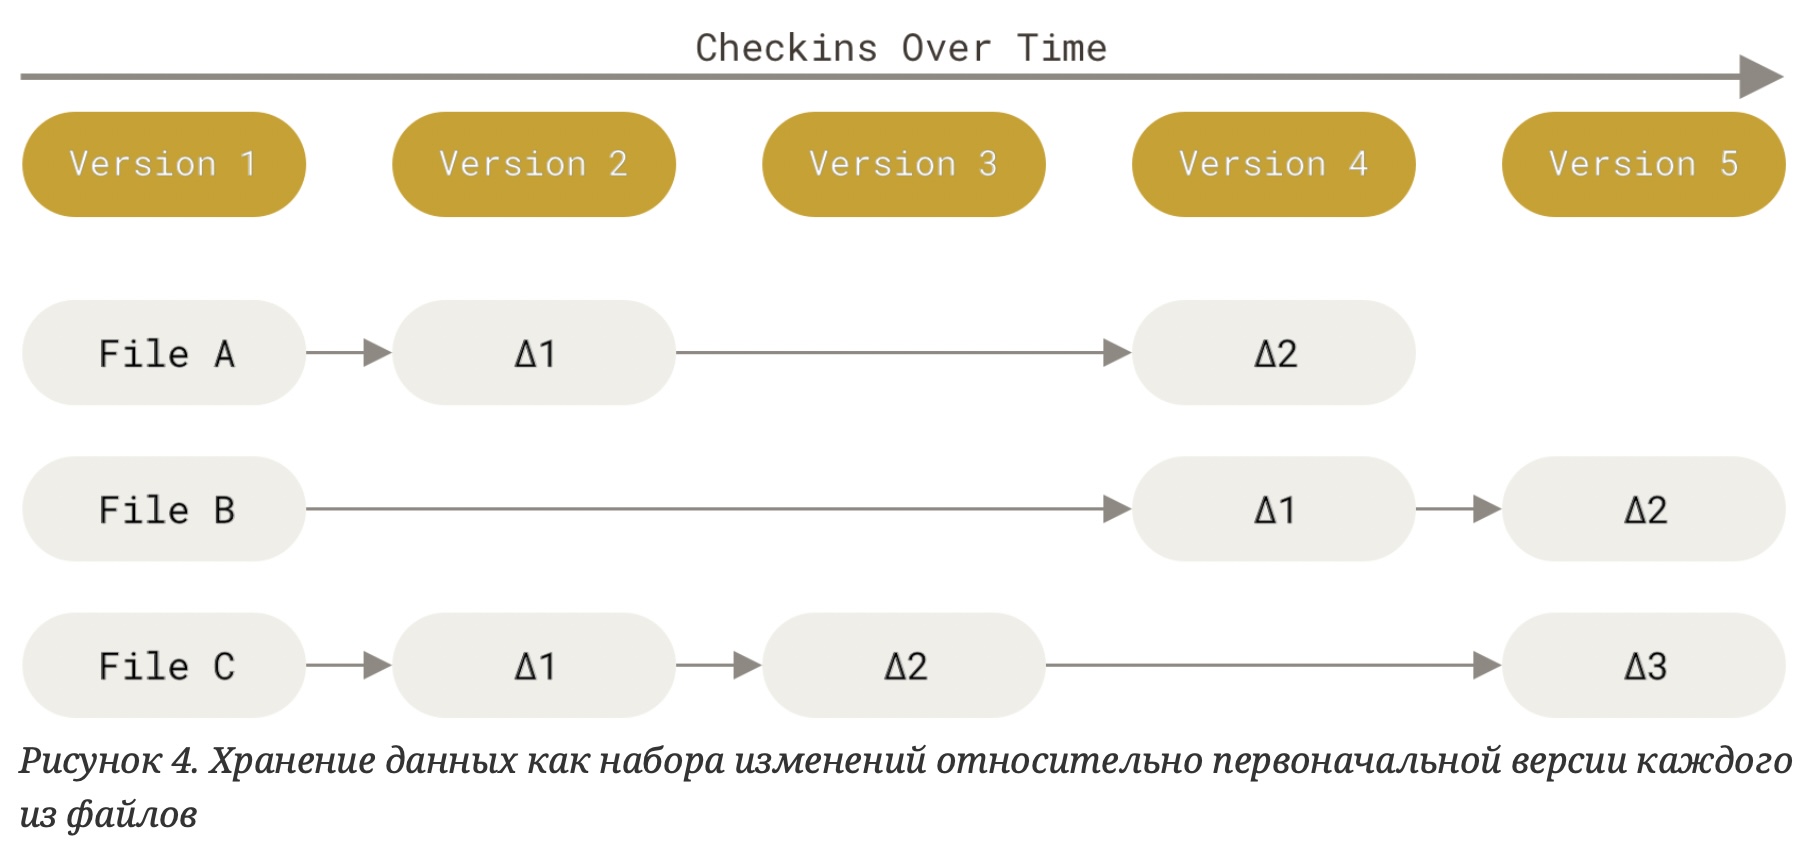 Checkins Over Time
Version 1 Version 2 Version 3 Version 4 Version 5
File A Δ1 Δ2
File B Δ1 Δ2
File C Δ1 Δ2 Δ3
Рисунок 4. Хранение данных как набора изменений относительно первоначальной версии каждого
из файлов